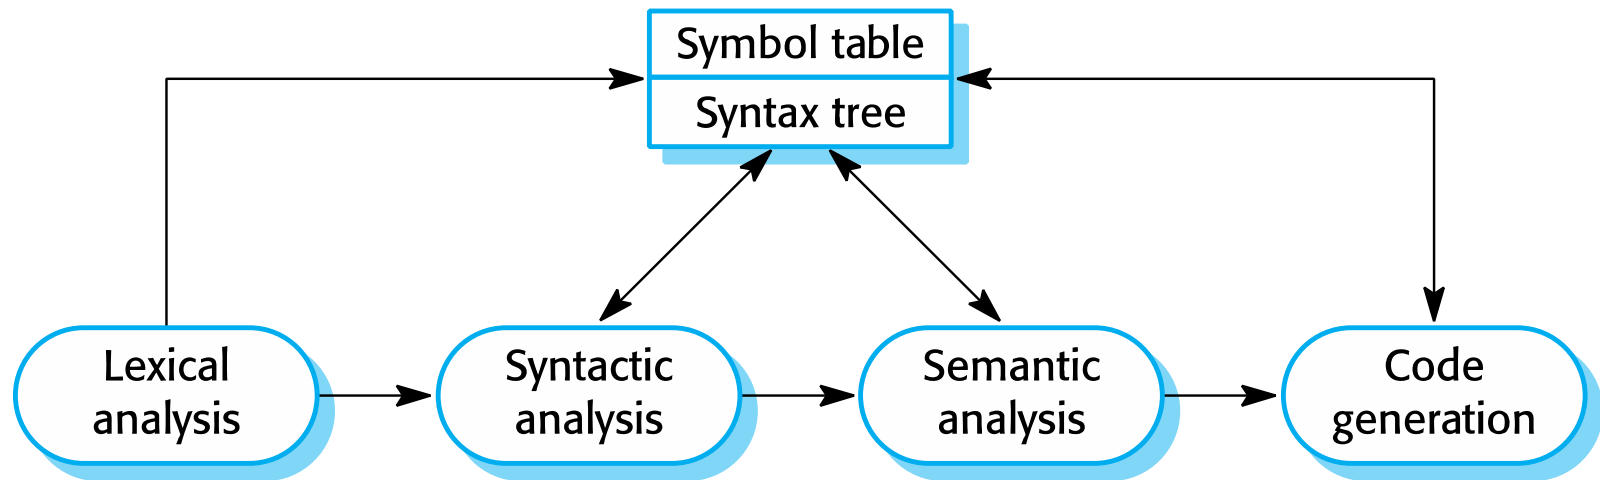 Symbol table
Syntax tree
Lexical
analysis
Syntactic
analysis
Semantic
analysis
Code
generation